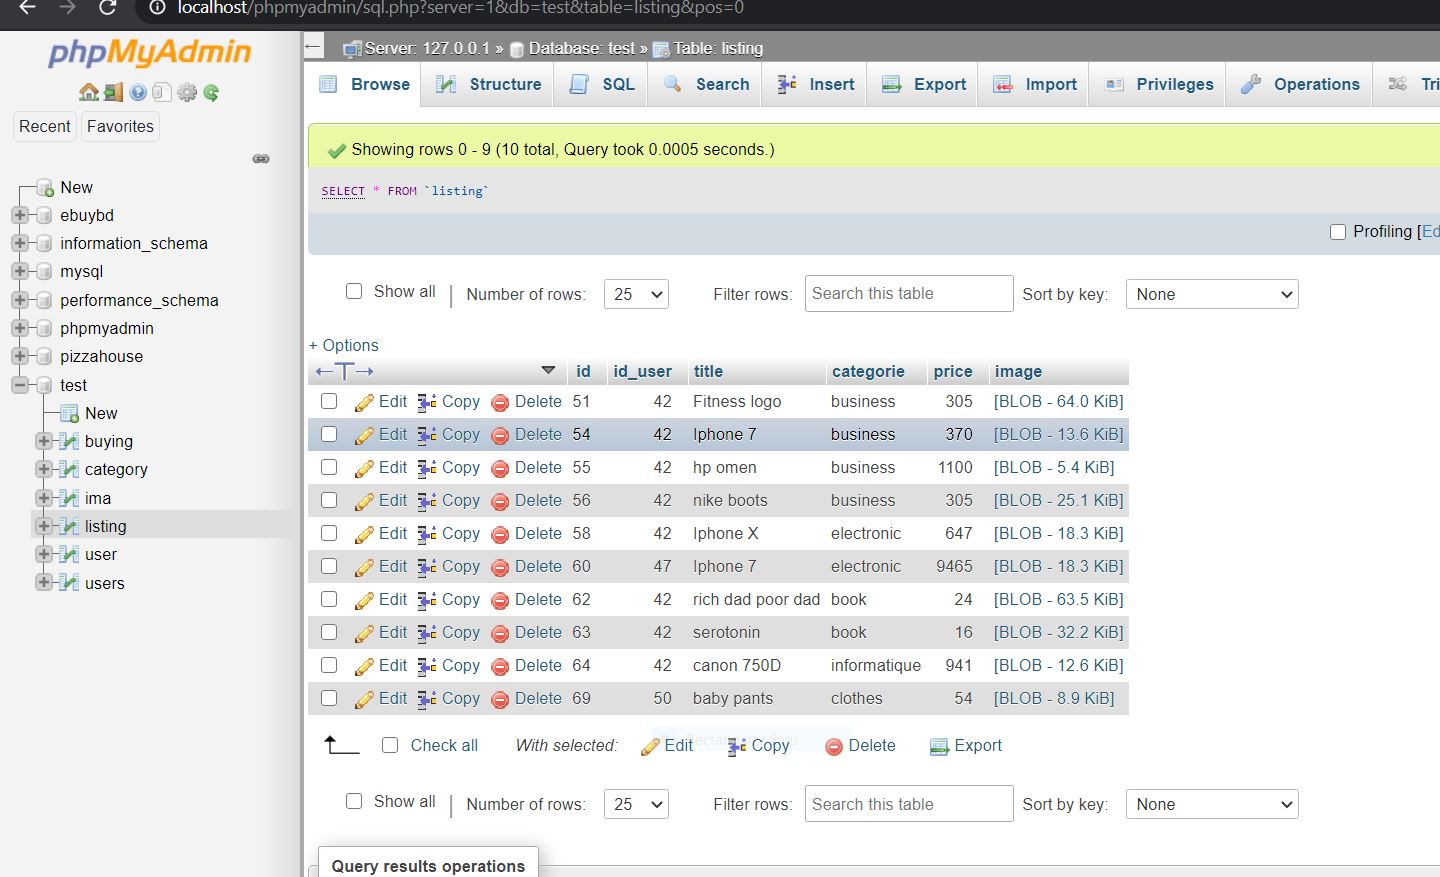 localhost/phpmyadmin/sql.php?server=1&db=test&table=listing&pos=0
phpMyAdmin
Recent Favorites
New
ebuybd
information_schema
mysql
performance_schema
phpmyadmin
pizzahouse
test
New
buying
category
ima
listing
user
users
Server: 127.0.0.1 » Database: test » Table: listing
Browse Structure SQL Search Insert Export Import Privileges Operations Tri
Showing rows 0 - 9 (10 total, Query took 0.0005 seconds.)
SELECT * FROM `listing`
Profiling [Ed
Show all | Number of rows: 25 Filter rows: Search this table Sort by key: None
+ Options
←T→ id id_user title categorie price image
Edit Copy Delete 51 42 Fitness logo business 305 [BLOB - 64.0 KiB]
Edit Copy Delete 54 42 Iphone 7 business 370 [BLOB - 13.6 KiB]
Edit Copy Delete 55 42 hp omen business 1100 [BLOB - 5.4 KiB]
Edit Copy Delete 56 42 nike boots business 305 [BLOB - 25.1 KiB]
Edit Copy Delete 58 42 Iphone X electronic 647 [BLOB - 18.3 KiB]
Edit Copy Delete 60 47 Iphone 7 electronic 9465 [BLOB - 18.3 KiB]
Edit Copy Delete 62 42 rich dad poor dad book 24 [BLOB - 63.5 KiB]
Edit Copy Delete 63 42 serotonin book 16 [BLOB - 32.2 KiB]
Edit Copy Delete 64 42 canon 750D informatique 941 [BLOB - 12.6 KiB]
Edit Copy Delete 69 50 baby pants clothes 54 [BLOB - 8.9 KiB]
Check all With selected: Edit Copy Delete Export
Show all | Number of rows: 25 Filter rows: Search this table Sort by key: None
Query results operations